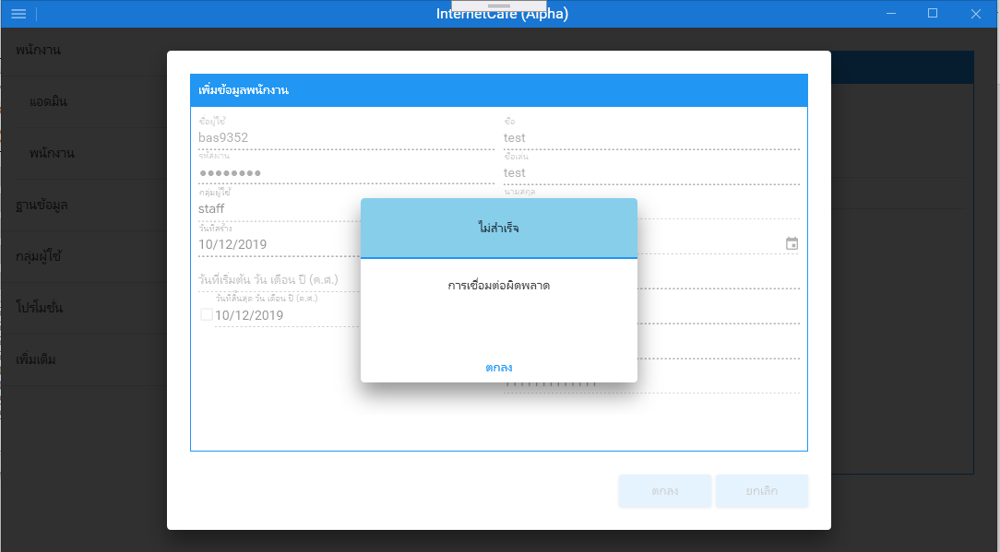 InternetCafe (Alpha)
พนักงาน
แอดมิน
พนักงาน
ฐานข้อมูล
กลุ่มผู้ใช้
โปรโมชั่น
เพิ่มเติม
เพิ่มข้อมูลพนักงาน
ชื่อผู้ใช้
bas9352
รหัสผ่าน
●●●●●●●●
กลุ่มผู้ใช้
staff
วันที่สร้าง
10/12/2019
วันที่เริ่มต้น วัน เดือน ปี (ค.ศ.)
วันที่สิ้นสุด วัน เดือน ปี (ค.ศ.)
10/12/2019
ชื่อ
test
ชื่อเล่น
test
นามสกุล
ไม่สำเร็จ
การเชื่อมต่อผิดพลาด
ตกลง
ตกลง
ยกเลิก